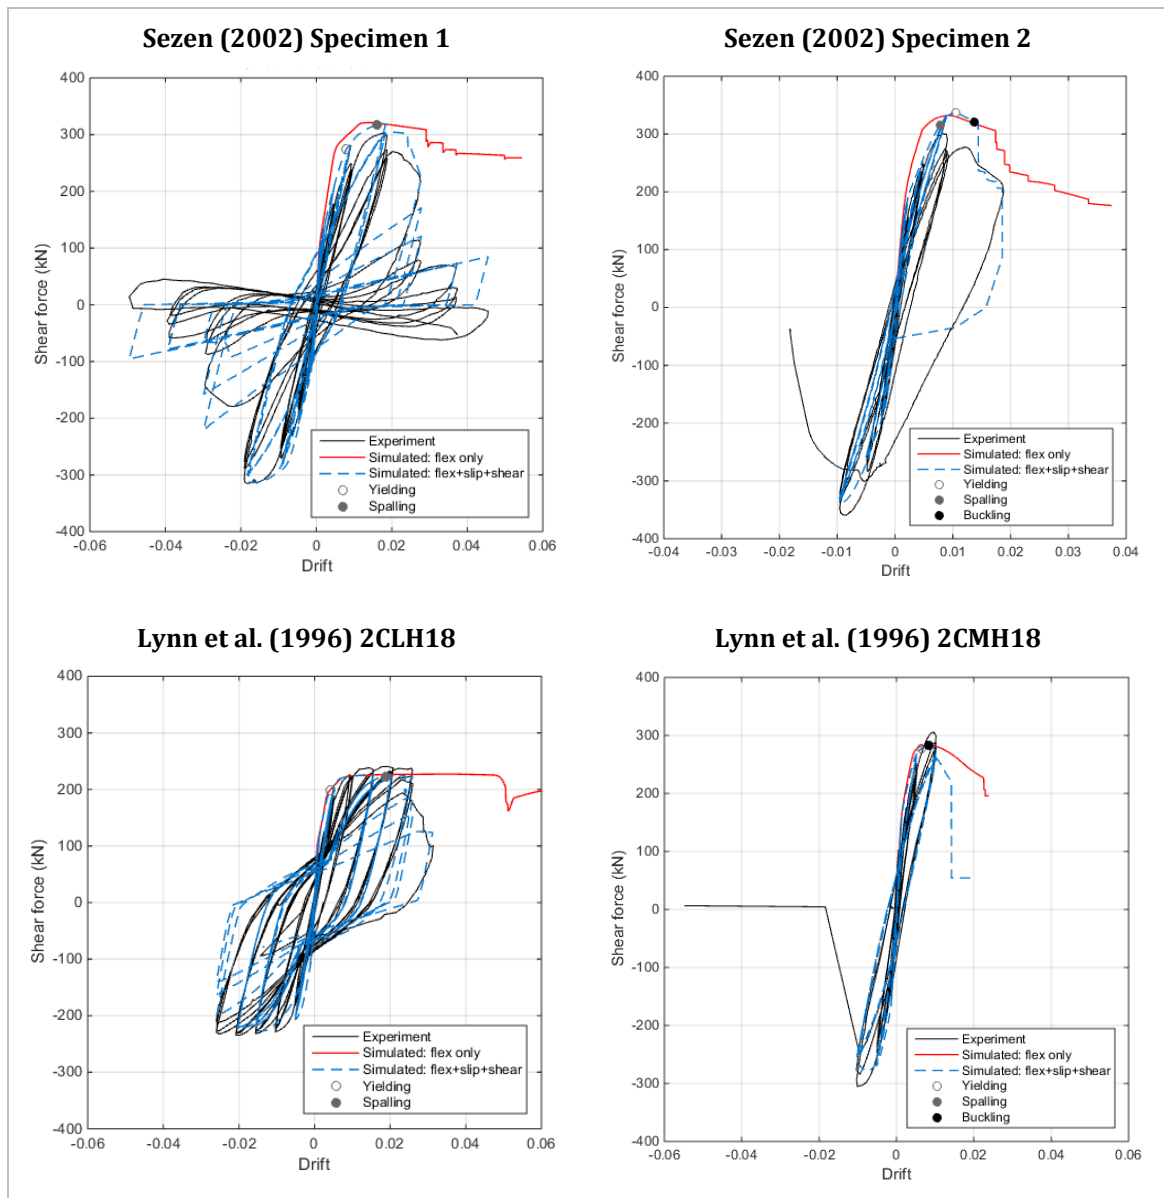 Sezen (2002) Specimen 1
400
300
200
100
0
-100
-200
-300
-400
Shear force (kN)
-0.06 -0.04 -0.02 0 0.02 0.04 0.06
Drift
Experiment
Simulated: flex only
Simulated: flex+slip+shear
Yielding
Spalling
Sezen (2002) Specimen 2
400
300
200
100
0
-100
-200
-300
-400
Shear force (kN)
-0.04 -0.03 -0.02 -0.01 0 0.01 0.02 0.03 0.04
Drift
Experiment
Simulated: flex only
Simulated: flex+slip+shear
Yielding
Spalling
Buckling
Lynn et al. (1996) 2CLH18
400
300
200
100
0
-100
-200
-300
-400
Shear force (kN)
-0.06 -0.04 -0.02 0 0.02 0.04 0.06
Drift
Experiment
Simulated: flex only
Simulated: flex+slip+shear
Yielding
Spalling
Lynn et al. (1996) 2CMH18
400
300
200
100
0
-100
-200
-300
-400
Shear force (kN)
-0.06 -0.04 -0.02 0 0.02 0.04 0.06
Drift
Experiment
Simulated: flex only
Simulated: flex+slip+shear
Yielding
Spalling
Buckling